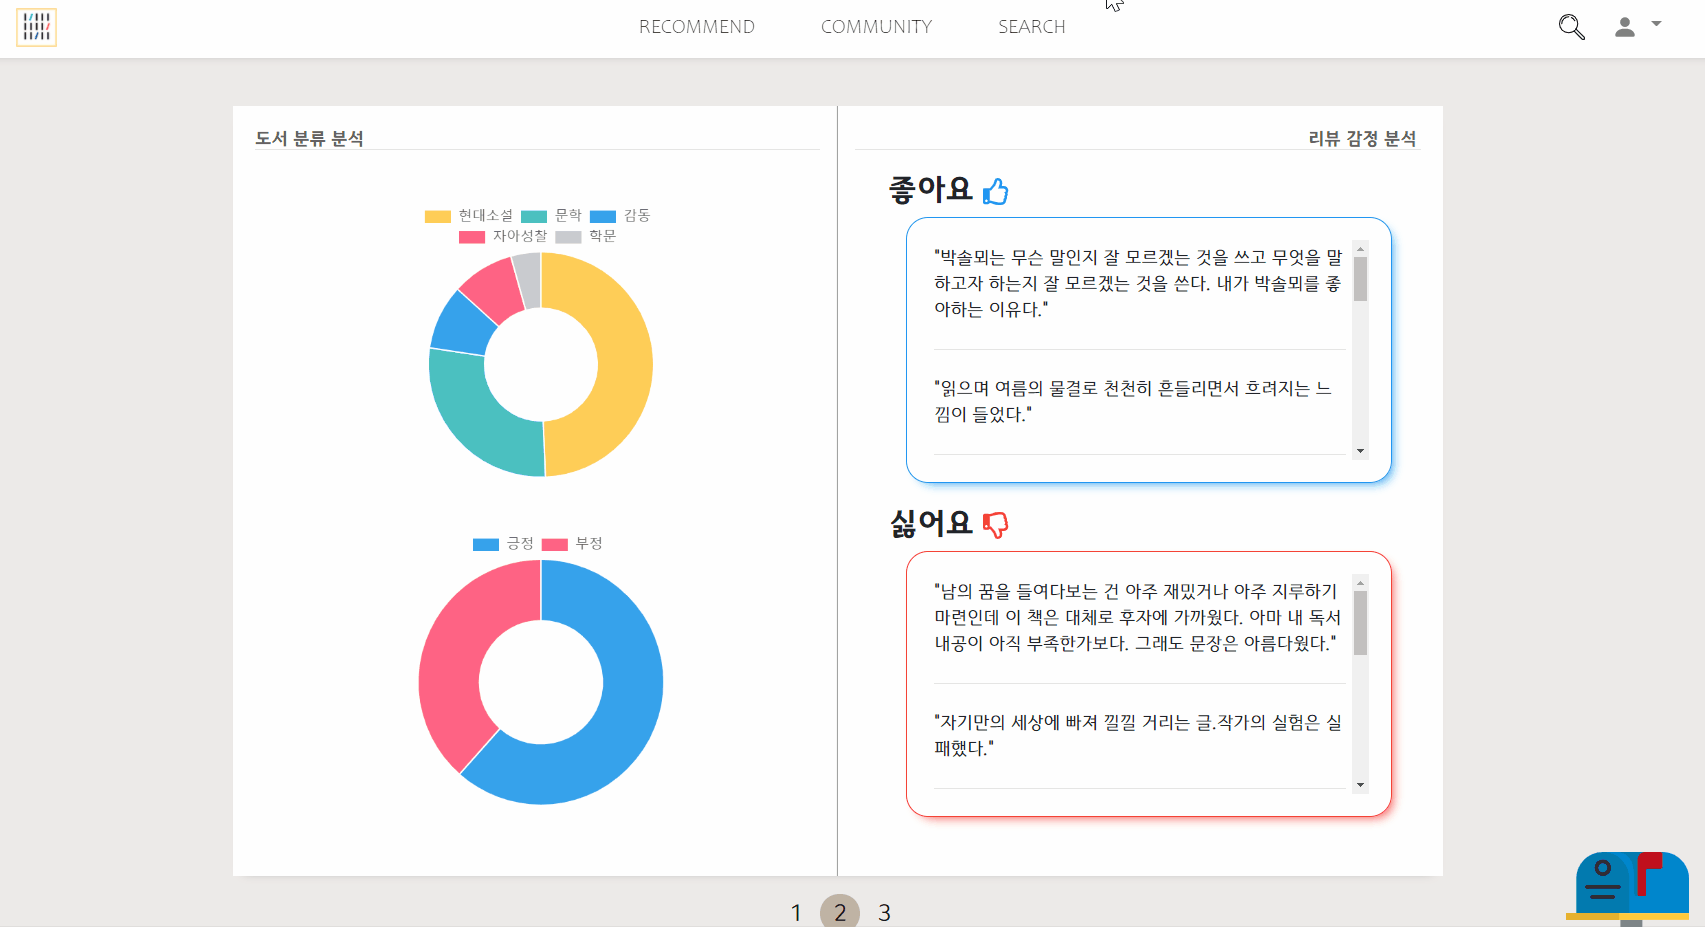 RECOMMEND COMMUNITY SEARCH
도서 분류 분석
현대소설 문학 감동
자아성찰 학문
긍정 부정
리뷰 감정 분석
좋아요
"박솔뫼는 무슨 말인지 잘 모르겠는 것을 쓰고 무엇을 말
하고자 하는지 잘 모르겠는 것을 쓴다. 내가 박솔뫼를 좋
아하는 이유다."
"읽으며 여름의 물결로 천천히 흔들리면서 흐려지는 느
낌이 들었다."
싫어요
"남의 꿈을 들여다보는 건 아주 재밌거나 아주 지루하기
마련인데 이 책은 대체로 후자에 가까웠다. 아마 내 독서
내공이 아직 부족한가보다. 그래도 문장은 아름다웠다."
"자기만의 세상에 빠져 낄낄 거리는 글.작가의 실험은 실
패했다."
1 2 3